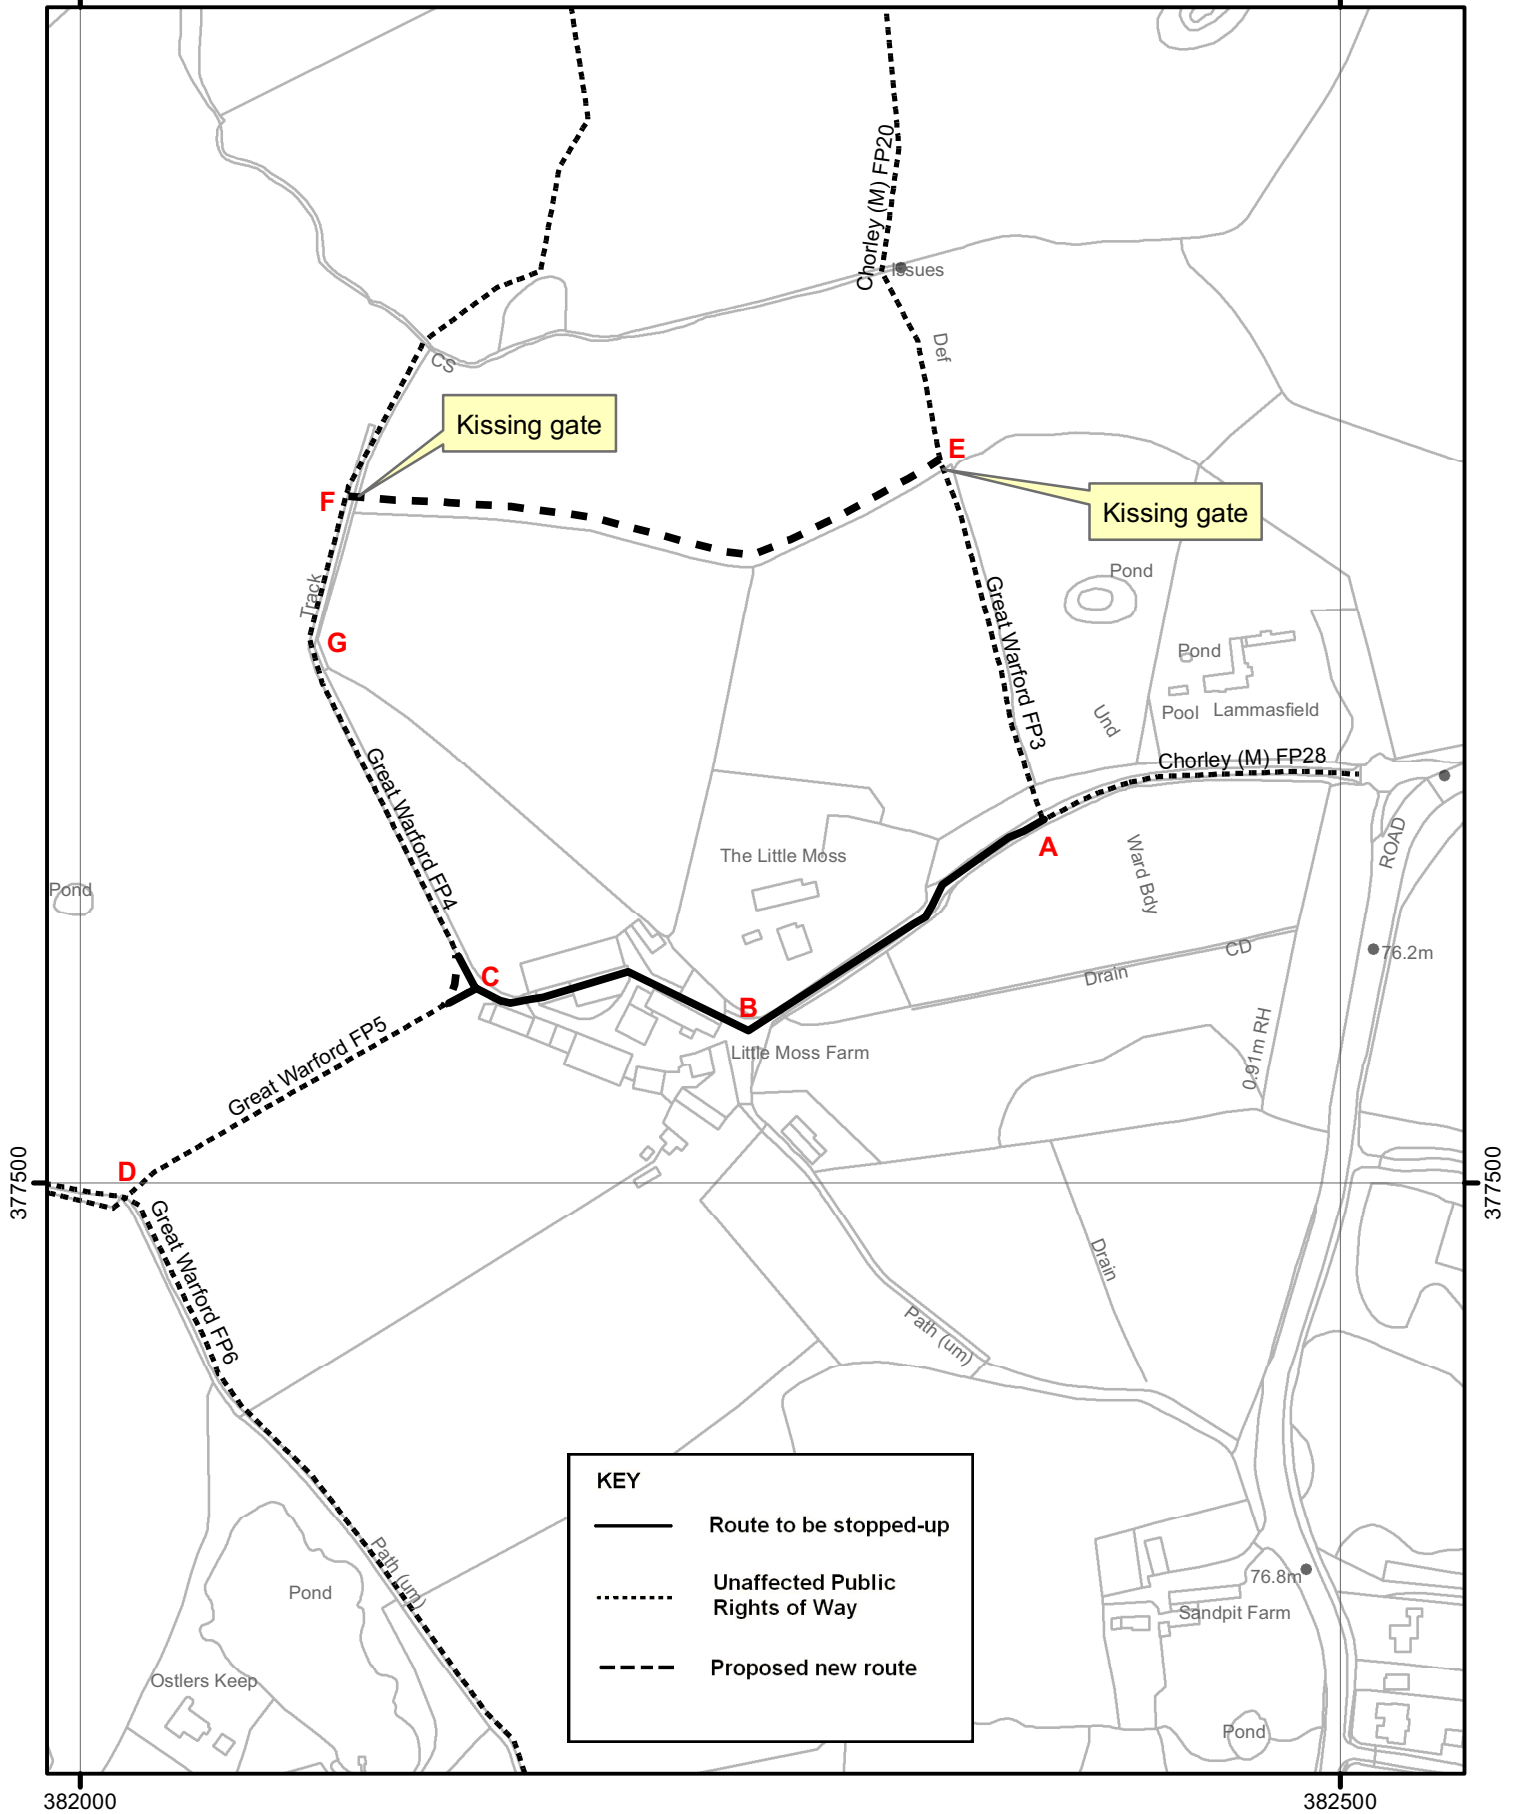 Chorley (M) FP20
Issues
Def
CS
Kissing gate
E
F
Kissing gate
Track
Pond
G
Great Warford FP3
Pond
Und
Pool
Lammasfield
Chorley (M) FP28
Great Warford FP4
A
The Little Moss
Ward Bdy
ROAD
Pond
76.2m
CD
Drain
C
B
Great Warford FP5
Little Moss Farm
0.91m RH
D
377500
377500
Great Warford FP6
Drain
Path (um)
KEY
Route to be stopped-up
Unaffected Public
Rights of Way
Proposed new route
Path (um)
Pond
76.8m
Sandpit Farm
Ostlers Keep
Pond
382000
382500